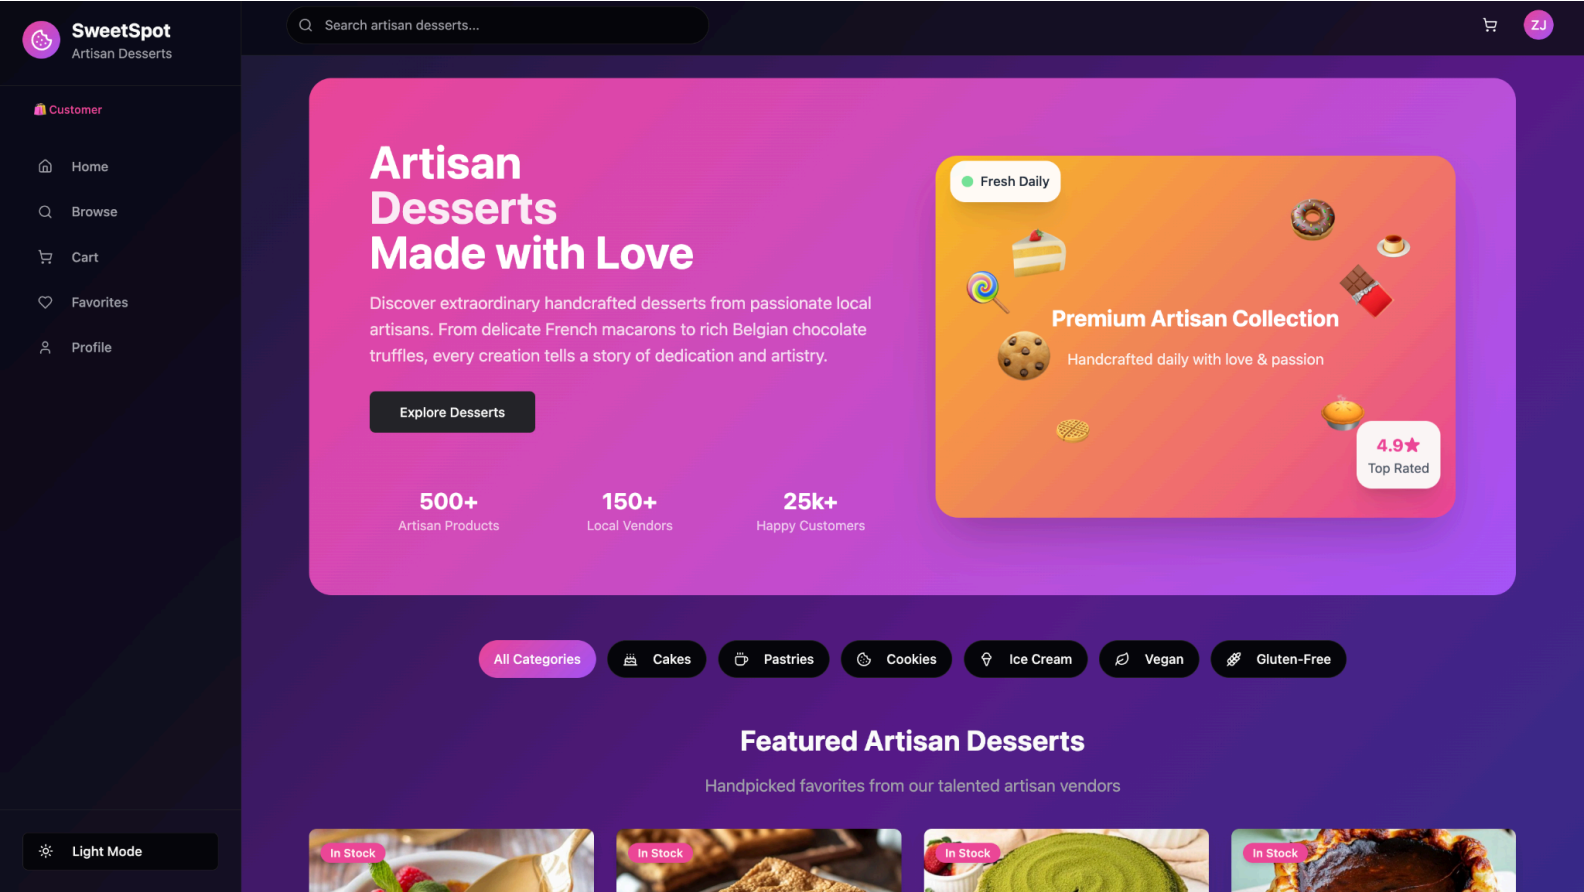 SweetSpot
Artisan Desserts
Search artisan desserts...
ZJ
Customer
Home
Browse
Cart
Favorites
Profile
Light Mode
Artisan
Desserts
Made with Love
Discover extraordinary handcrafted desserts from passionate local
artisans. From delicate French macarons to rich Belgian chocolate
truffles, every creation tells a story of dedication and artistry.
Explore Desserts
500+
Artisan Products
150+
Local Vendors
25k+
Happy Customers
Fresh Daily
Premium Artisan Collection
Handcrafted daily with love & passion
4.9★
Top Rated
All Categories
Cakes
Pastries
Cookies
Ice Cream
Vegan
Gluten-Free
Featured Artisan Desserts
Handpicked favorites from our talented artisan vendors
In Stock
In Stock
In Stock
In Stock